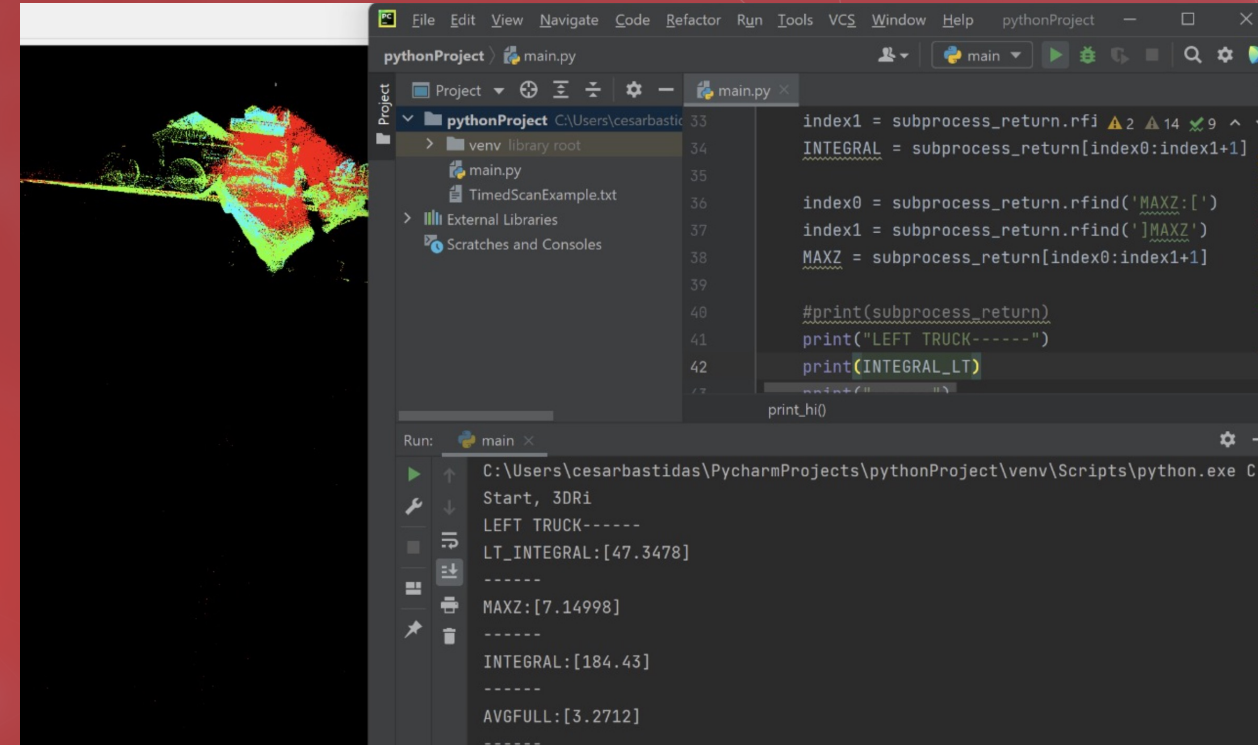 PC File Edit View Navigate Code Refactor Run Tools VCS Window Help pythonProject
pythonProject main.py main
Project
Project main.py
pythonProject C:\Users\cesarbastid
venv library root
main.py
TimedScanExample.txt
External Libraries
Scratches and Consoles
33 index1 = subprocess_return.rfi 2 14 9
34 INTEGRAL = subprocess_return[index0:index1+1]
35
36 index0 = subprocess_return.rfind('MAXZ:[')
37 index1 = subprocess_return.rfind(']MAXZ')
38 MAXZ = subprocess_return[index0:index1+1]
39
40 #print(subprocess_return)
41 print("LEFT TRUCK------")
42 print(INTEGRAL_LT)
print_hi()
Run: main
C:\Users\cesarbastidas\PycharmProjects\pythonProject\venv\Scripts\python.exe C
Start, 3DRi
LEFT TRUCK------
LT_INTEGRAL:[47.3478]
------
MAXZ:[7.14998]
------
INTEGRAL:[184.43]
------
AVGFULL:[3.2712]
------